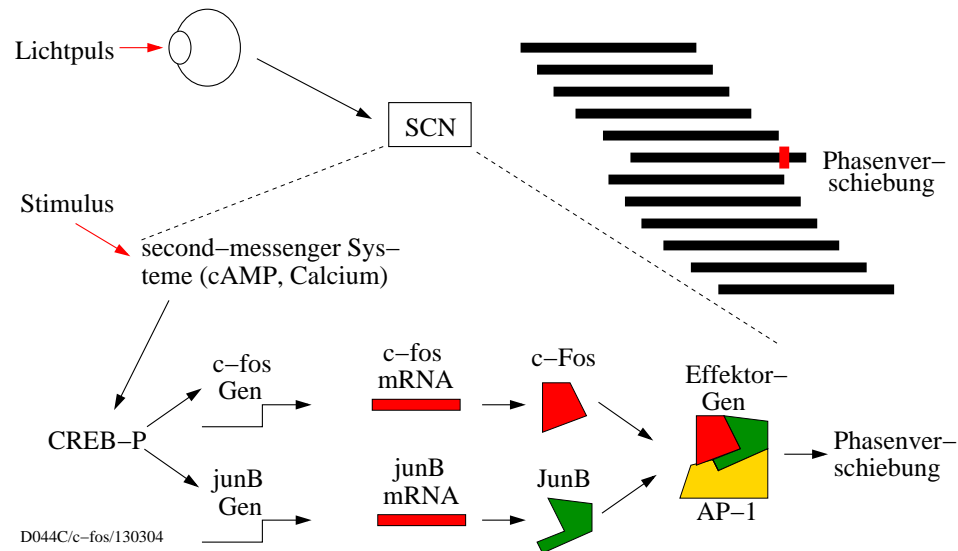 Lichtpuls
SCN
Phasenver–
schiebung
Stimulus
second–messenger Sys–
teme (cAMP, Calcium)
c–fos
Gen
c–fos
mRNA
c–Fos
Effektor–
Gen
CREB–P
Phasenver–
schiebung
junB
Gen
junB
mRNA
JunB
AP–1
D044C/c–fos/130304